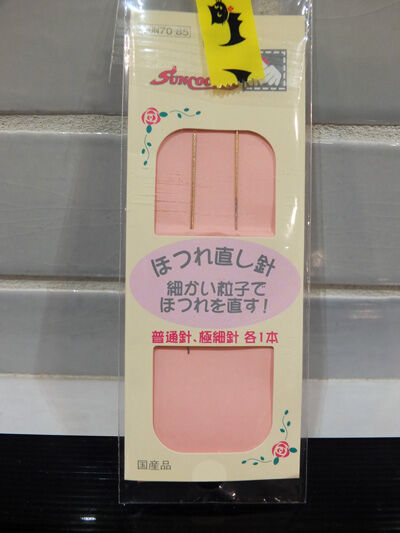 ほつれ直し針
細かい粒子で
ほつれを直す!
普通針、極細針 各1本
国産品